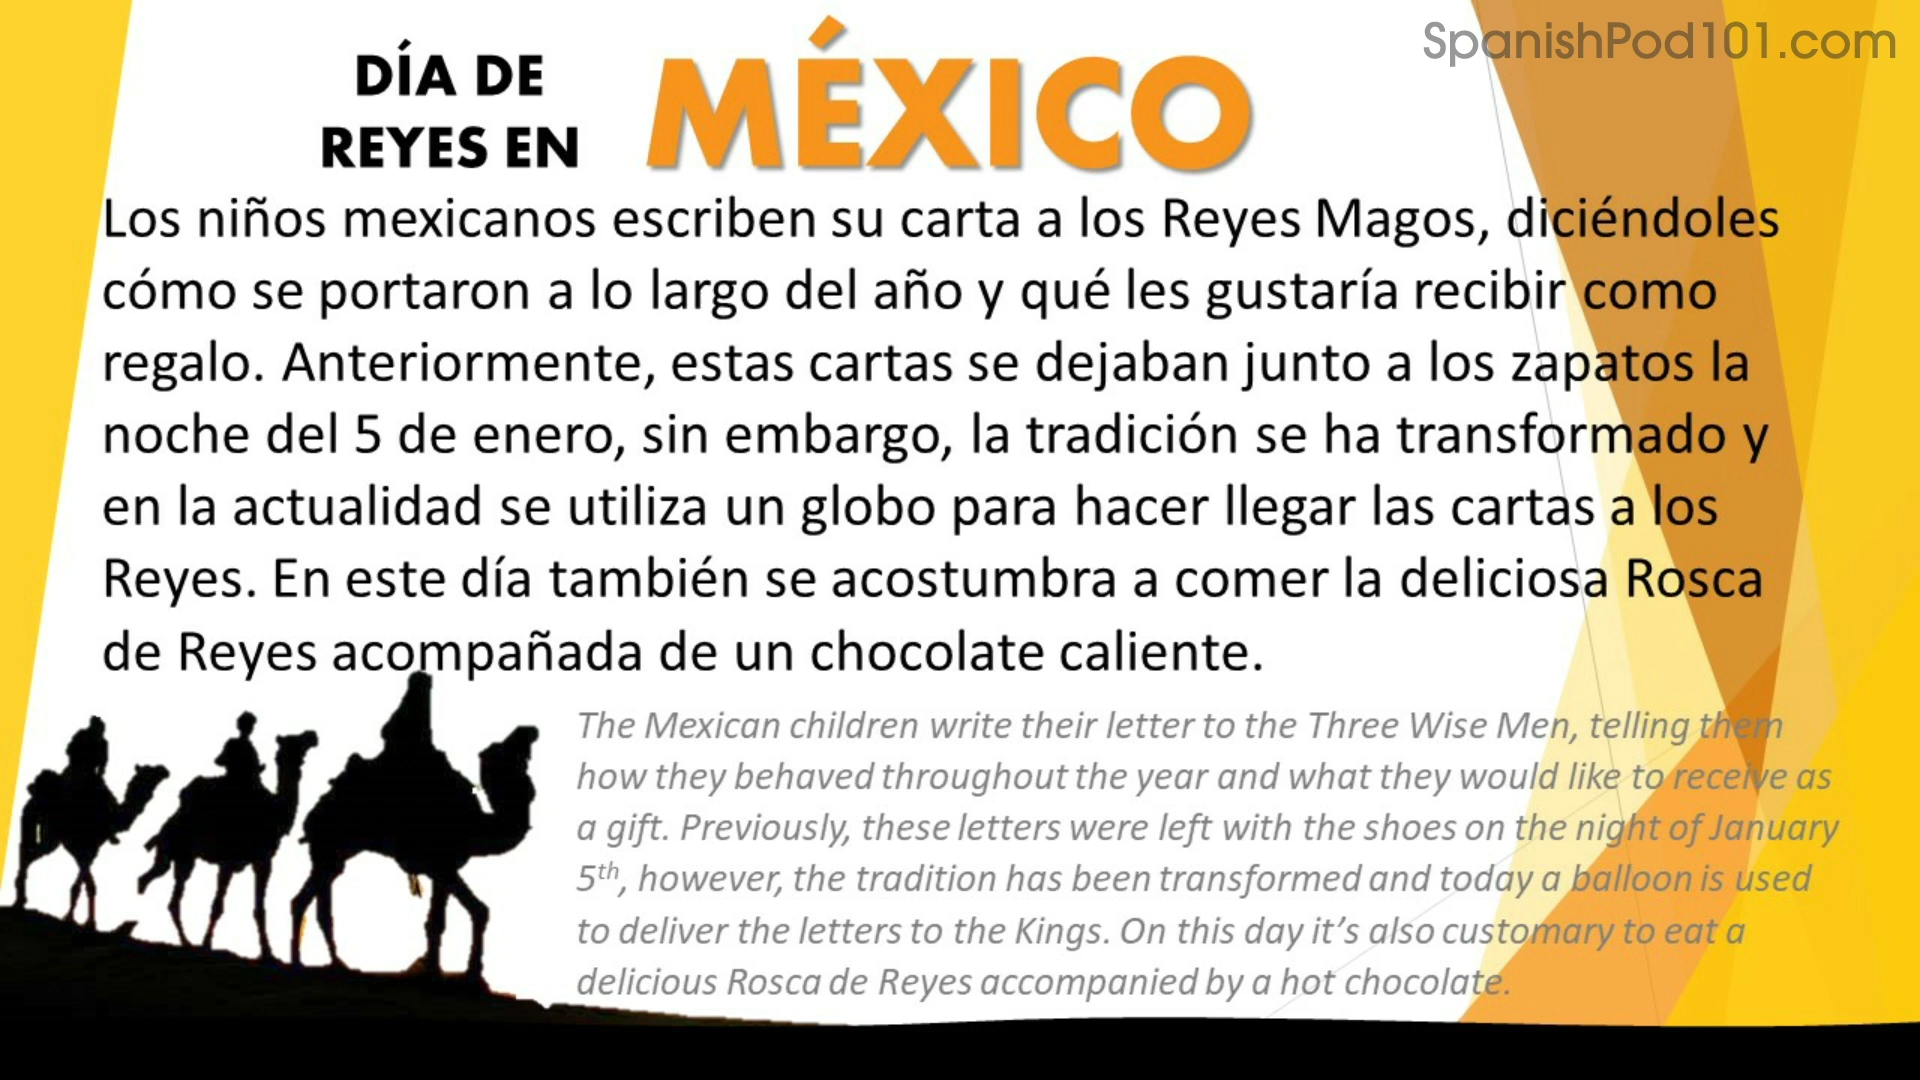 SpanishPod101.com
DÍA DE
REYES EN
MÉXICO
Los niños mexicanos escriben su carta a los Reyes Magos, diciéndoles
cómo se portaron a lo largo del año y qué les gustaría recibir como
regalo. Anteriormente, estas cartas se dejaban junto a los zapatos la
noche del 5 de enero, sin embargo, la tradición se ha transformado y
en la actualidad se utiliza un globo para hacer llegar las cartas a los
Reyes. En este día también se acostumbra a comer la deliciosa Rosca
de Reyes acompañada de un chocolate caliente.
The Mexican children write their letter to the Three Wise Men, telling them
how they behaved throughout the year and what they would like to receive as
a gift. Previously, these letters were left with the shoes on the night of January
5th, however, the tradition has been transformed and today a balloon is used
to deliver the letters to the Kings. On this day it’s also customary to eat a
delicious Rosca de Reyes accompanied by a hot chocolate.